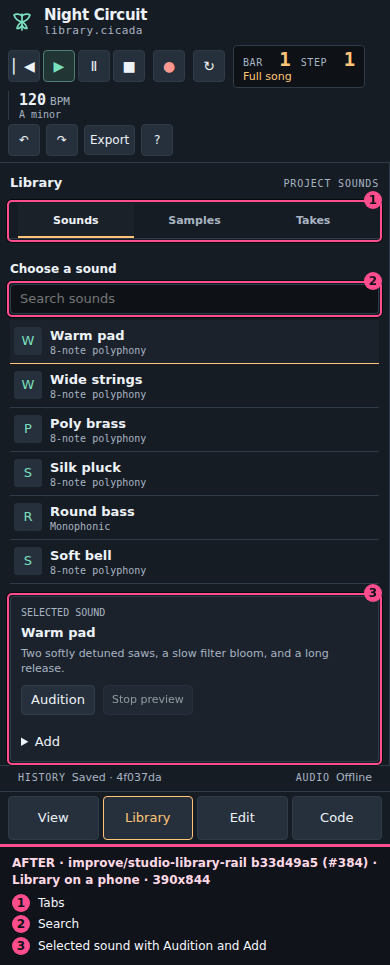 Night Circuit
library.cicada
BAR 1 STEP 1
Full song
120 BPM
A minor
Export ?
Library PROJECT SOUNDS
1
Sounds Samples Takes
Choose a sound
2
Search sounds
W Warm pad
8-note polyphony
W Wide strings
8-note polyphony
P Poly brass
8-note polyphony
S Silk pluck
8-note polyphony
R Round bass
Monophonic
S Soft bell
8-note polyphony
3
SELECTED SOUND
Warm pad
Two softly detuned saws, a slow filter bloom, and a long
release.
Audition Stop preview
Add
HISTORY Saved · 4f037da AUDIO Offline
View Library Edit Code
AFTER · improve/studio-library-rail b33d49a5 (#384) ·
Library on a phone · 390x844
1 Tabs
2 Search
3 Selected sound with Audition and Add